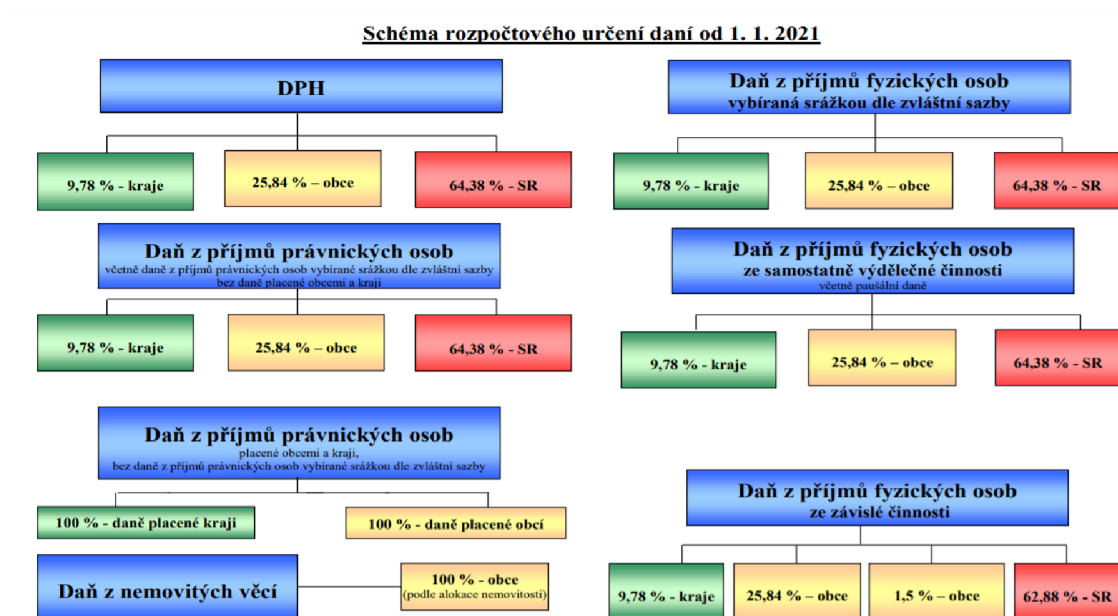 Schéma rozpočtového určení daní od 1. 1. 2021
DPH
9,78 % - kraje
25,84 % – obce
64,38 % - SR
Daň z příjmů fyzických osob
vybíraná srážkou dle zvláštní sazby
9,78 % - kraje
25,84 % – obce
64,38 % – SR
Daň z příjmů právnických osob
včetně daně z příjmů právnických osob vybírané srážkou dle zvláštní sazby
bez daně placené obcemi a kraji
9,78 % - kraje
25,84 % – obce
64,38 % - SR
Daň z příjmů fyzických osob
ze samostatně výdělečné činnosti
včetně paušální daně
9,78 % - kraje
25,84 % – obce
64,38 % – SR
Daň z příjmů právnických osob
placené obcemi a kraji,
bez daně z příjmů právnických osob vybírané srážkou dle zvláštní sazby
100 % - daně placené kraji
100 % - daně placené obcí
Daň z nemovitých věcí
100 % - obce
(podle alokace nemovitosti)
Daň z příjmů fyzických osob
ze závislé činnosti
9,78 % - kraje
25,84 % – obce
1,5 % – obce
62,88 % - SR